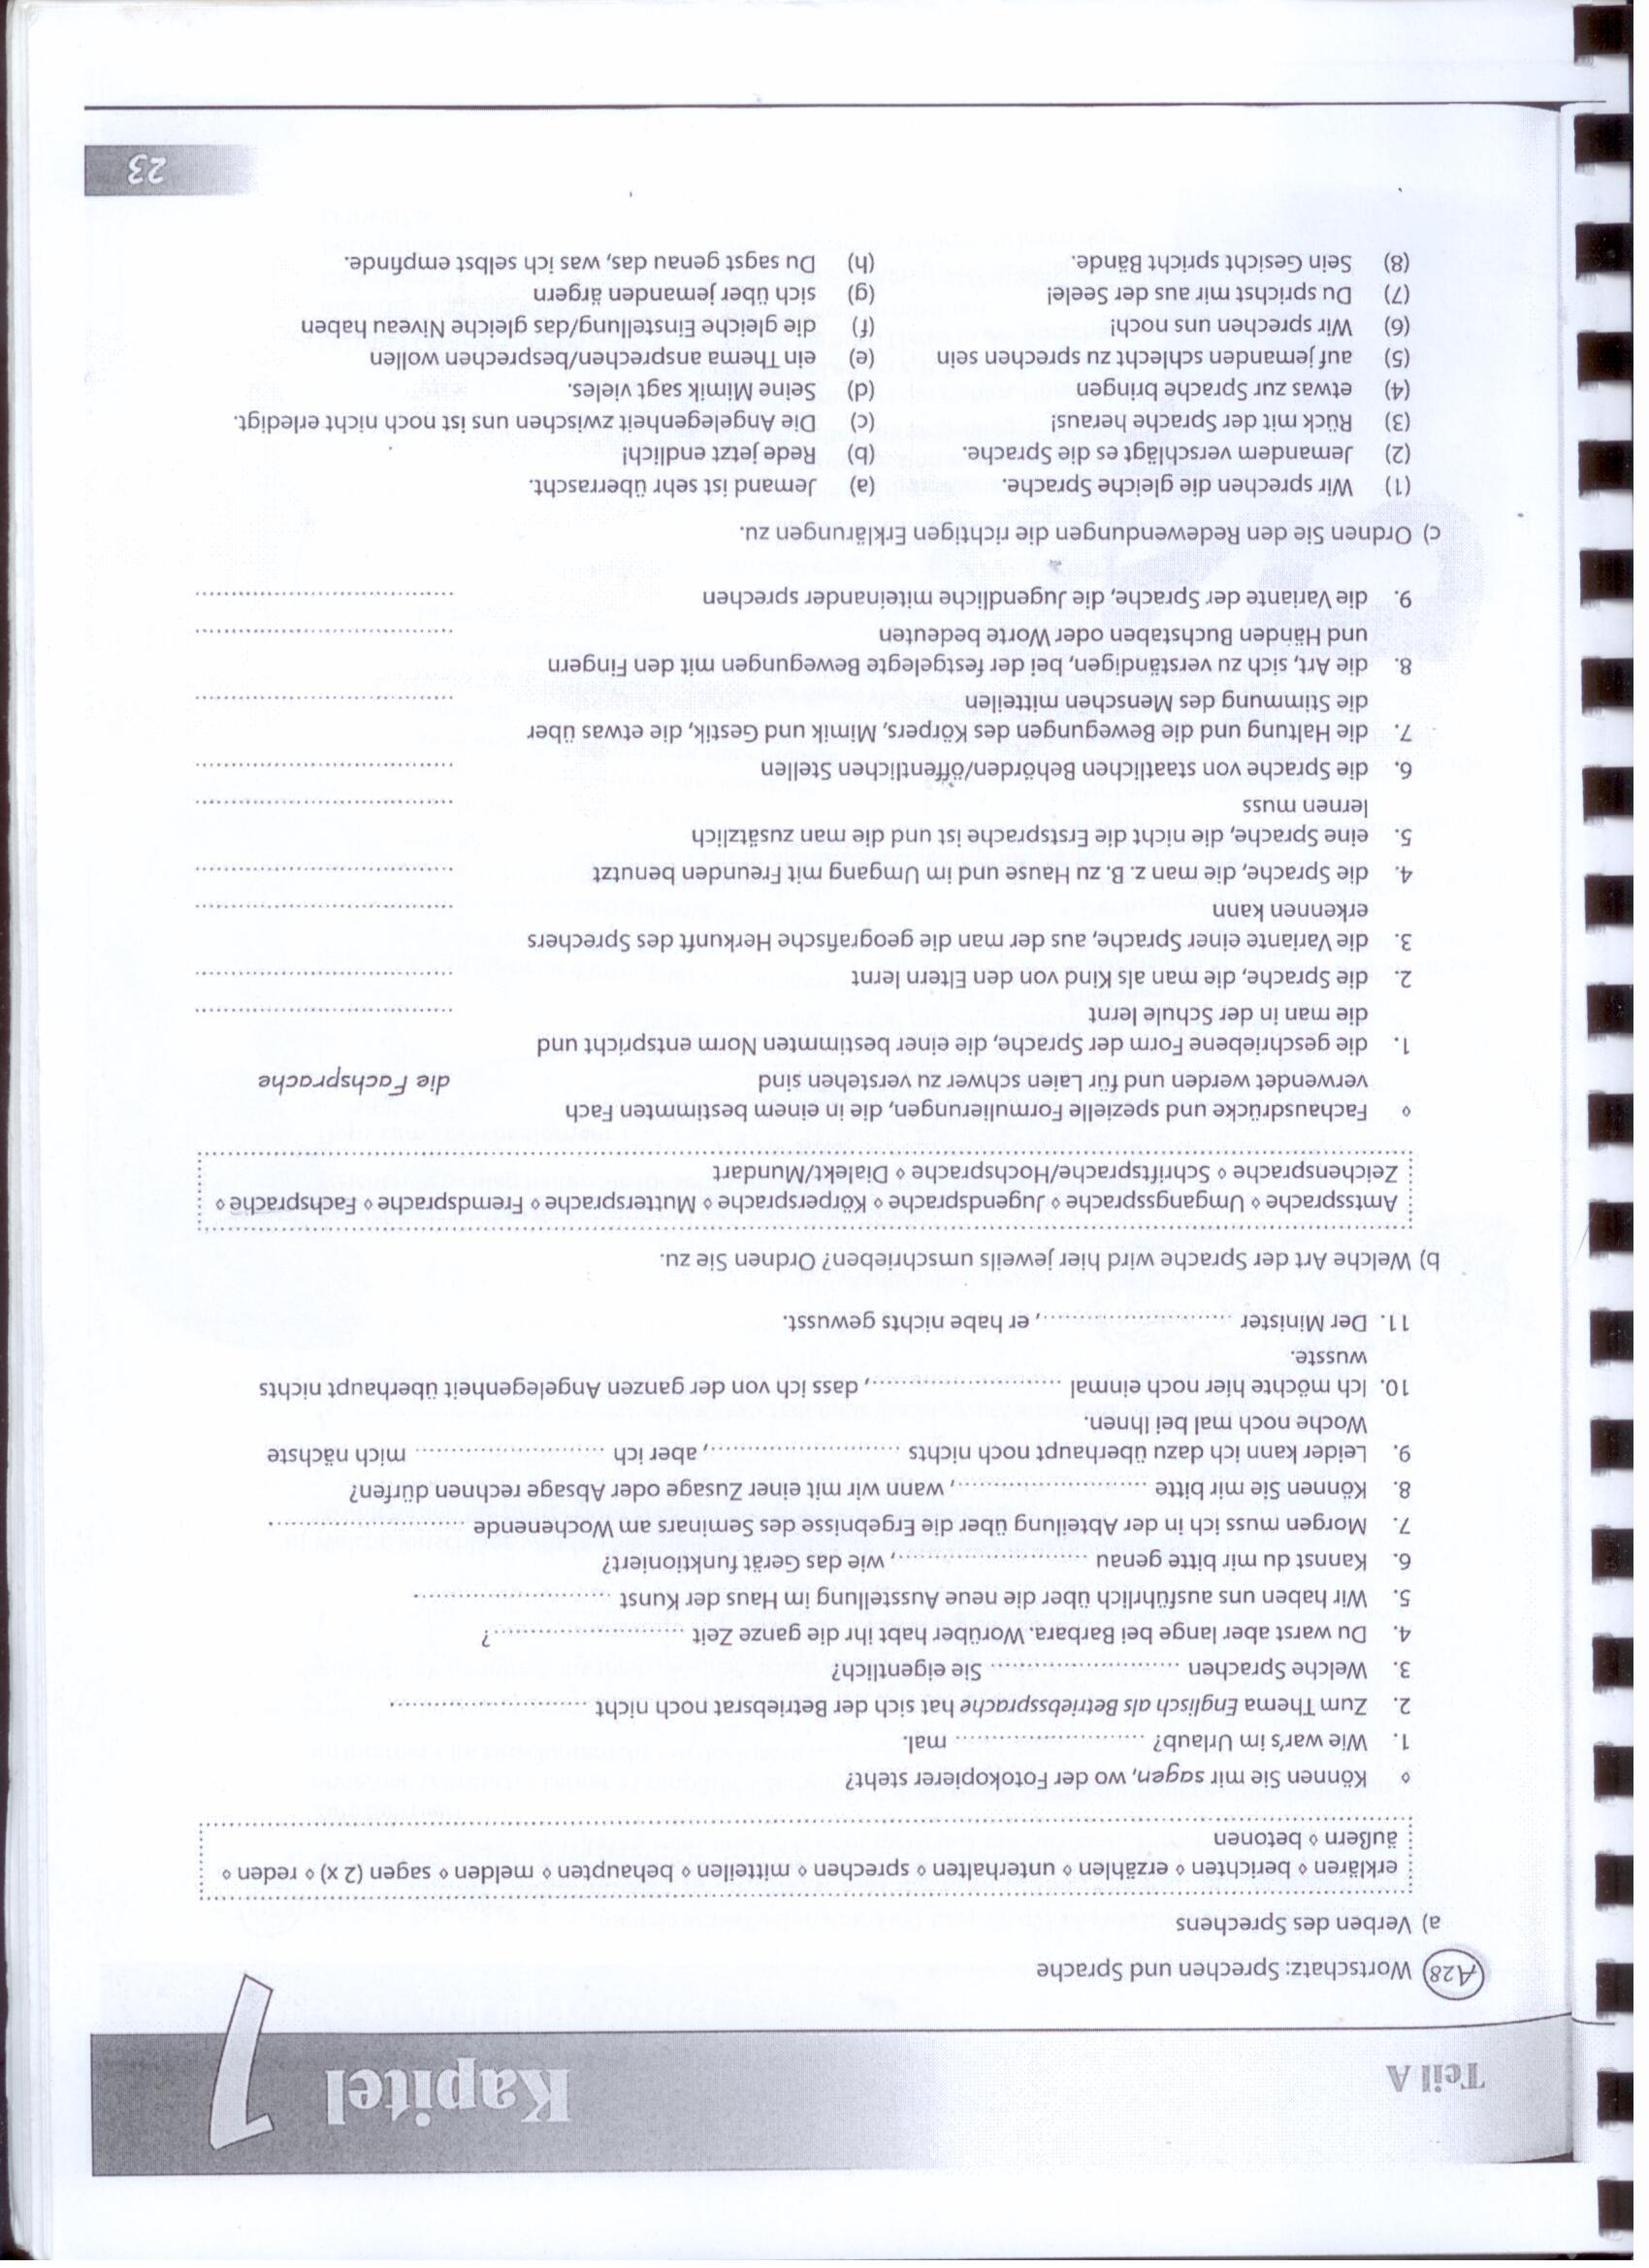 Teil A
Kapitel 1
A28 Wortschatz: Sprechen und Sprache
a) Verben des Sprechens
erklären ◊ berichten ◊ erzählen ◊ unterhalten ◊ sprechen ◊ mitteilen ◊ behaupten ◊ melden ◊ sagen (2 x) ◊ reden ◊
äußern ◊ betonen
◊ Können Sie mir sagen, wo der Fotokopierer steht?
1. Wie war's im Urlaub? .......................... mal.
2. Zum Thema Englisch als Betriebssprache hat sich der Betriebsrat noch nicht ...........................
3. Welche Sprachen .......................... Sie eigentlich?
4. Du warst aber lange bei Barbara. Worüber habt ihr die ganze Zeit ..........................?
5. Wir haben uns ausführlich über die neue Ausstellung im Haus der Kunst ...........................
6. Kannst du mir bitte genau .........................., wie das Gerät funktioniert?
7. Morgen muss ich in der Abteilung über die Ergebnisse des Seminars am Wochenende ...........................
8. Können Sie mir bitte .........................., wann wir mit einer Zusage oder Absage rechnen dürfen?
9. Leider kann ich dazu überhaupt noch nichts .........................., aber ich .......................... mich nächste
Woche noch mal bei Ihnen.
10. Ich möchte hier noch einmal .........................., dass ich von der ganzen Angelegenheit überhaupt nichts
wusste.
11. Der Minister .........................., er habe nichts gewusst.
b) Welche Art der Sprache wird hier jeweils umschrieben? Ordnen Sie zu.
Amtssprache ◊ Umgangssprache ◊ Jugendsprache ◊ Körpersprache ◊ Muttersprache ◊ Fremdsprache ◊ Fachsprache ◊
Zeichensprache ◊ Schriftsprache/Hochsprache ◊ Dialekt/Mundart
◊ Fachausdrücke und spezielle Formulierungen, die in einem bestimmten Fach
verwendet werden und für Laien schwer zu verstehen sind die Fachsprache
1. die geschriebene Form der Sprache, die einer bestimmten Norm entspricht und
die man in der Schule lernt ...................................
2. die Sprache, die man als Kind von den Eltern lernt ...................................
3. die Variante einer Sprache, aus der man die geografische Herkunft des Sprechers
erkennen kann ...................................
4. die Sprache, die man z. B. zu Hause und im Umgang mit Freunden benutzt ...................................
5. eine Sprache, die nicht die Erstsprache ist und die man zusätzlich
lernen muss ...................................
6. die Sprache von staatlichen Behörden/öffentlichen Stellen ...................................
7. die Haltung und die Bewegungen des Körpers, Mimik und Gestik, die etwas über
die Stimmung des Menschen mitteilen ...................................
8. die Art, sich zu verständigen, bei der festgelegte Bewegungen mit den Fingern
und Händen Buchstaben oder Worte bedeuten ...................................
9. die Variante der Sprache, die Jugendliche miteinander sprechen ...................................
c) Ordnen Sie den Redewendungen die richtigen Erklärungen zu.
(1) Wir sprechen die gleiche Sprache. (a) Jemand ist sehr überrascht.
(2) Jemandem verschlägt es die Sprache. (b) Rede jetzt endlich!
(3) Rück mit der Sprache heraus! (c) Die Angelegenheit zwischen uns ist noch nicht erledigt.
(4) etwas zur Sprache bringen (d) Seine Mimik sagt vieles.
(5) auf jemanden schlecht zu sprechen sein (e) ein Thema ansprechen/besprechen wollen
(6) Wir sprechen uns noch! (f) die gleiche Einstellung/das gleiche Niveau haben
(7) Du sprichst mir aus der Seele! (g) sich über jemanden ärgern
(8) Sein Gesicht spricht Bände. (h) Du sagst genau das, was ich selbst empfinde.
23